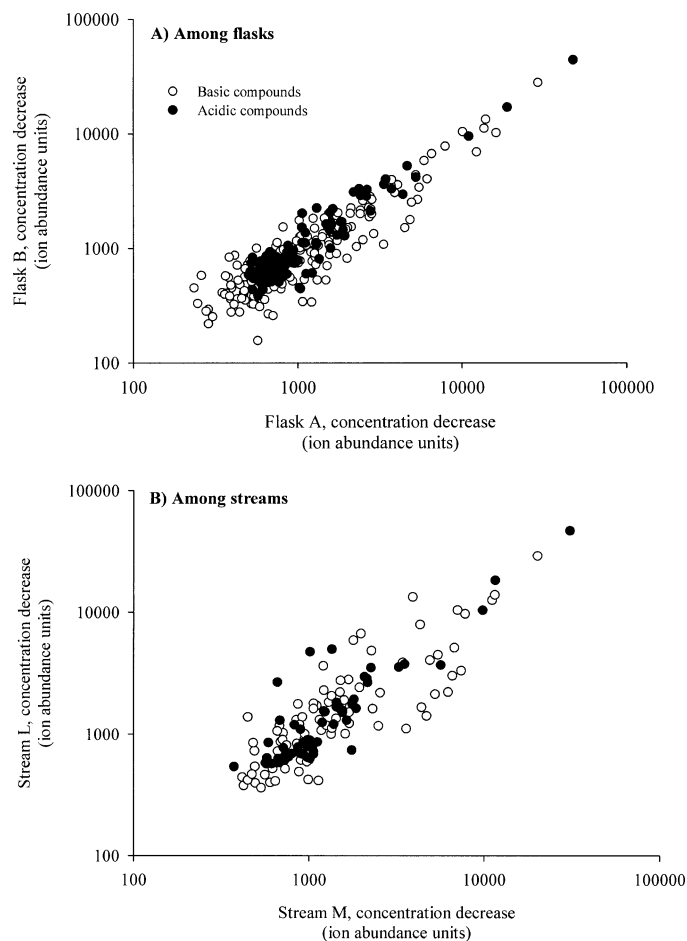 A) Among flasks
100000
10000
1000
100
Flask B, concentration decrease
(ion abundance units)
Basic compounds
Acidic compounds
100
1000
10000
100000
Flask A, concentration decrease
(ion abundance units)
B) Among streams
100000
10000
1000
100
Stream L, concentration decrease
(ion abundance units)
100
1000
10000
100000
Stream M, concentration decrease
(ion abundance units)